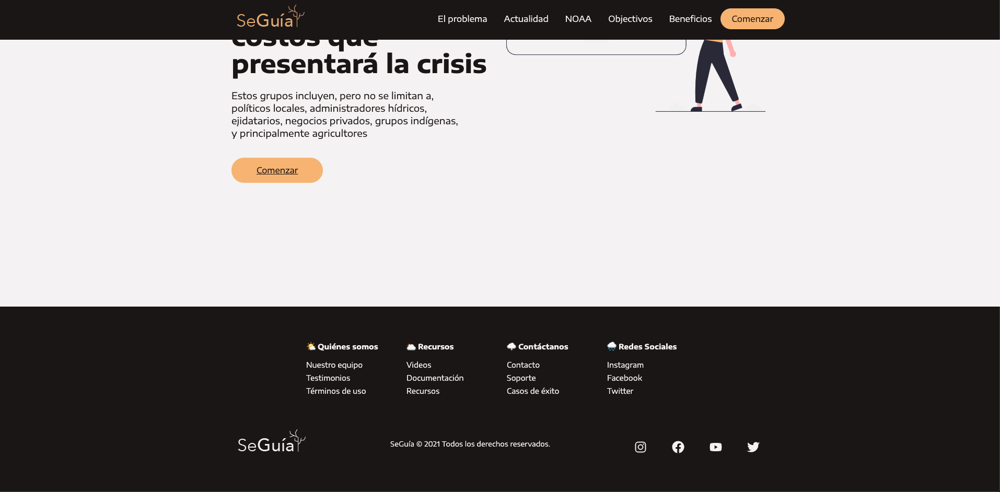 SeGuía
El problema
Actualidad
NOAA
Objectivos
Beneficios
Comenzar
costos que
presentará la crisis
Estos grupos incluyen, pero no se limitan a,
políticos locales, administradores hídricos,
ejidatarios, negocios privados, grupos indígenas,
y principalmente agricultores
Comenzar
Quiénes somos
Nuestro equipo
Testimonios
Términos de uso
Recursos
Videos
Documentación
Recursos
Contáctanos
Contacto
Soporte
Casos de éxito
Redes Sociales
Instagram
Facebook
Twitter
SeGuía
SeGuía © 2021 Todos los derechos reservados.